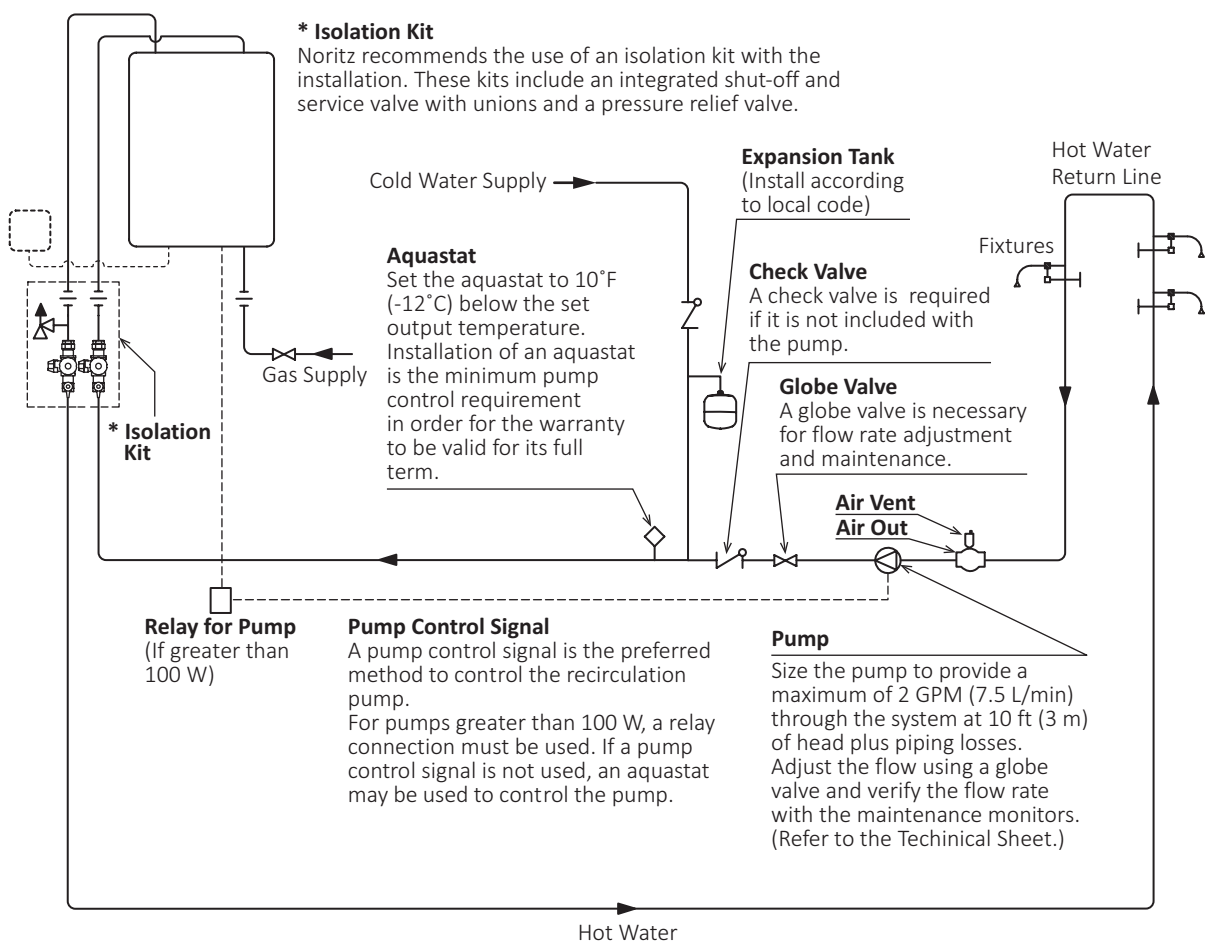 * Isolation Kit
Noritz recommends the use of an isolation kit with the
installation. These kits include an integrated shut-off and
service valve with unions and a pressure relief valve.
Cold Water Supply
Expansion Tank
(Install according
to local code)
Hot Water
Return Line
Fixtures
Aquastat
Set the aquastat to 10˚F
(-12˚C) below the set
output temperature.
Installation of an aquastat
is the minimum pump
control requirement
in order for the warranty
to be valid for its full
term.
Check Valve
A check valve is required
if it is not included with
the pump.
Gas Supply
Globe Valve
A globe valve is necessary
for flow rate adjustment
and maintenance.
* Isolation
Kit
Air Vent
Air Out
Relay for Pump
(If greater than
100 W)
Pump Control Signal
A pump control signal is the preferred
method to control the recirculation
pump.
For pumps greater than 100 W, a relay
connection must be used. If a pump
control signal is not used, an aquastat
may be used to control the pump.
Pump
Size the pump to provide a
maximum of 2 GPM (7.5 L/min)
through the system at 10 ft (3 m)
of head plus piping losses.
Adjust the flow using a globe
valve and verify the flow rate
with the maintenance monitors.
(Refer to the Techinical Sheet.)
Hot Water